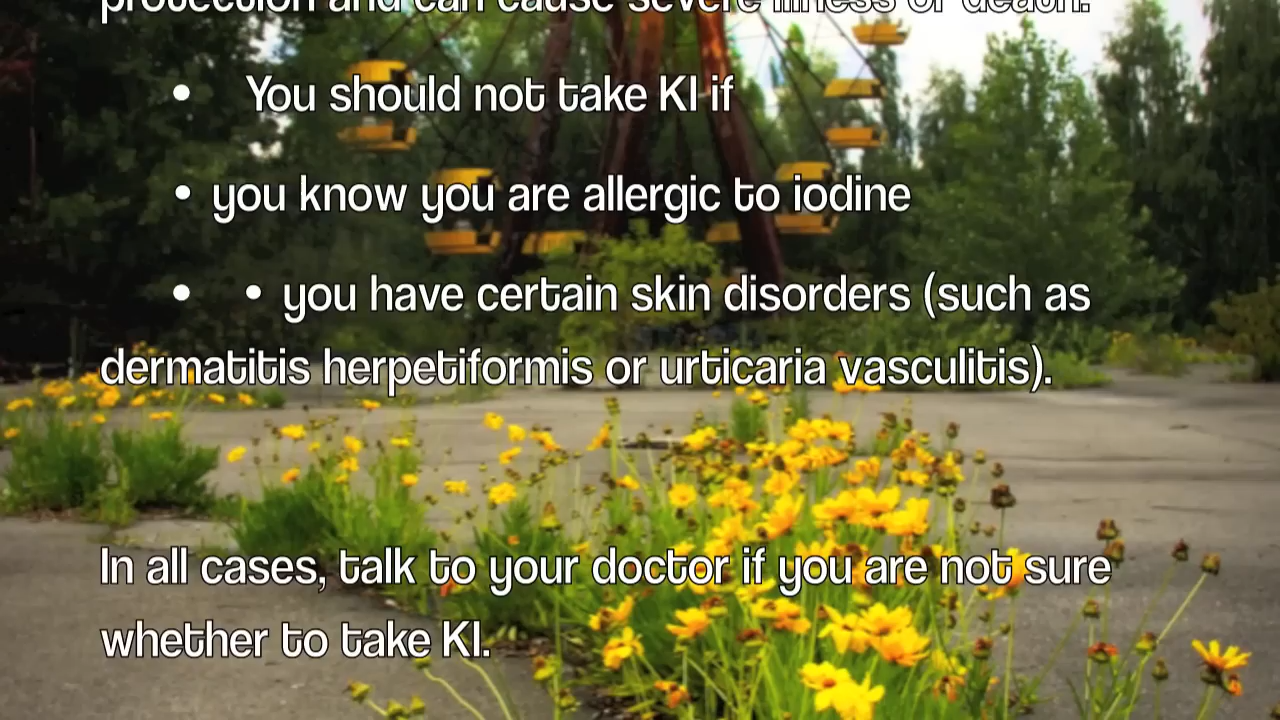 protection and can cause severe illness or death.
• You should not take KI if
• you know you are allergic to iodine
• • you have certain skin disorders (such as
dermatitis herpetiformis or urticaria vasculitis).
In all cases, talk to your doctor if you are not sure
whether to take KI.